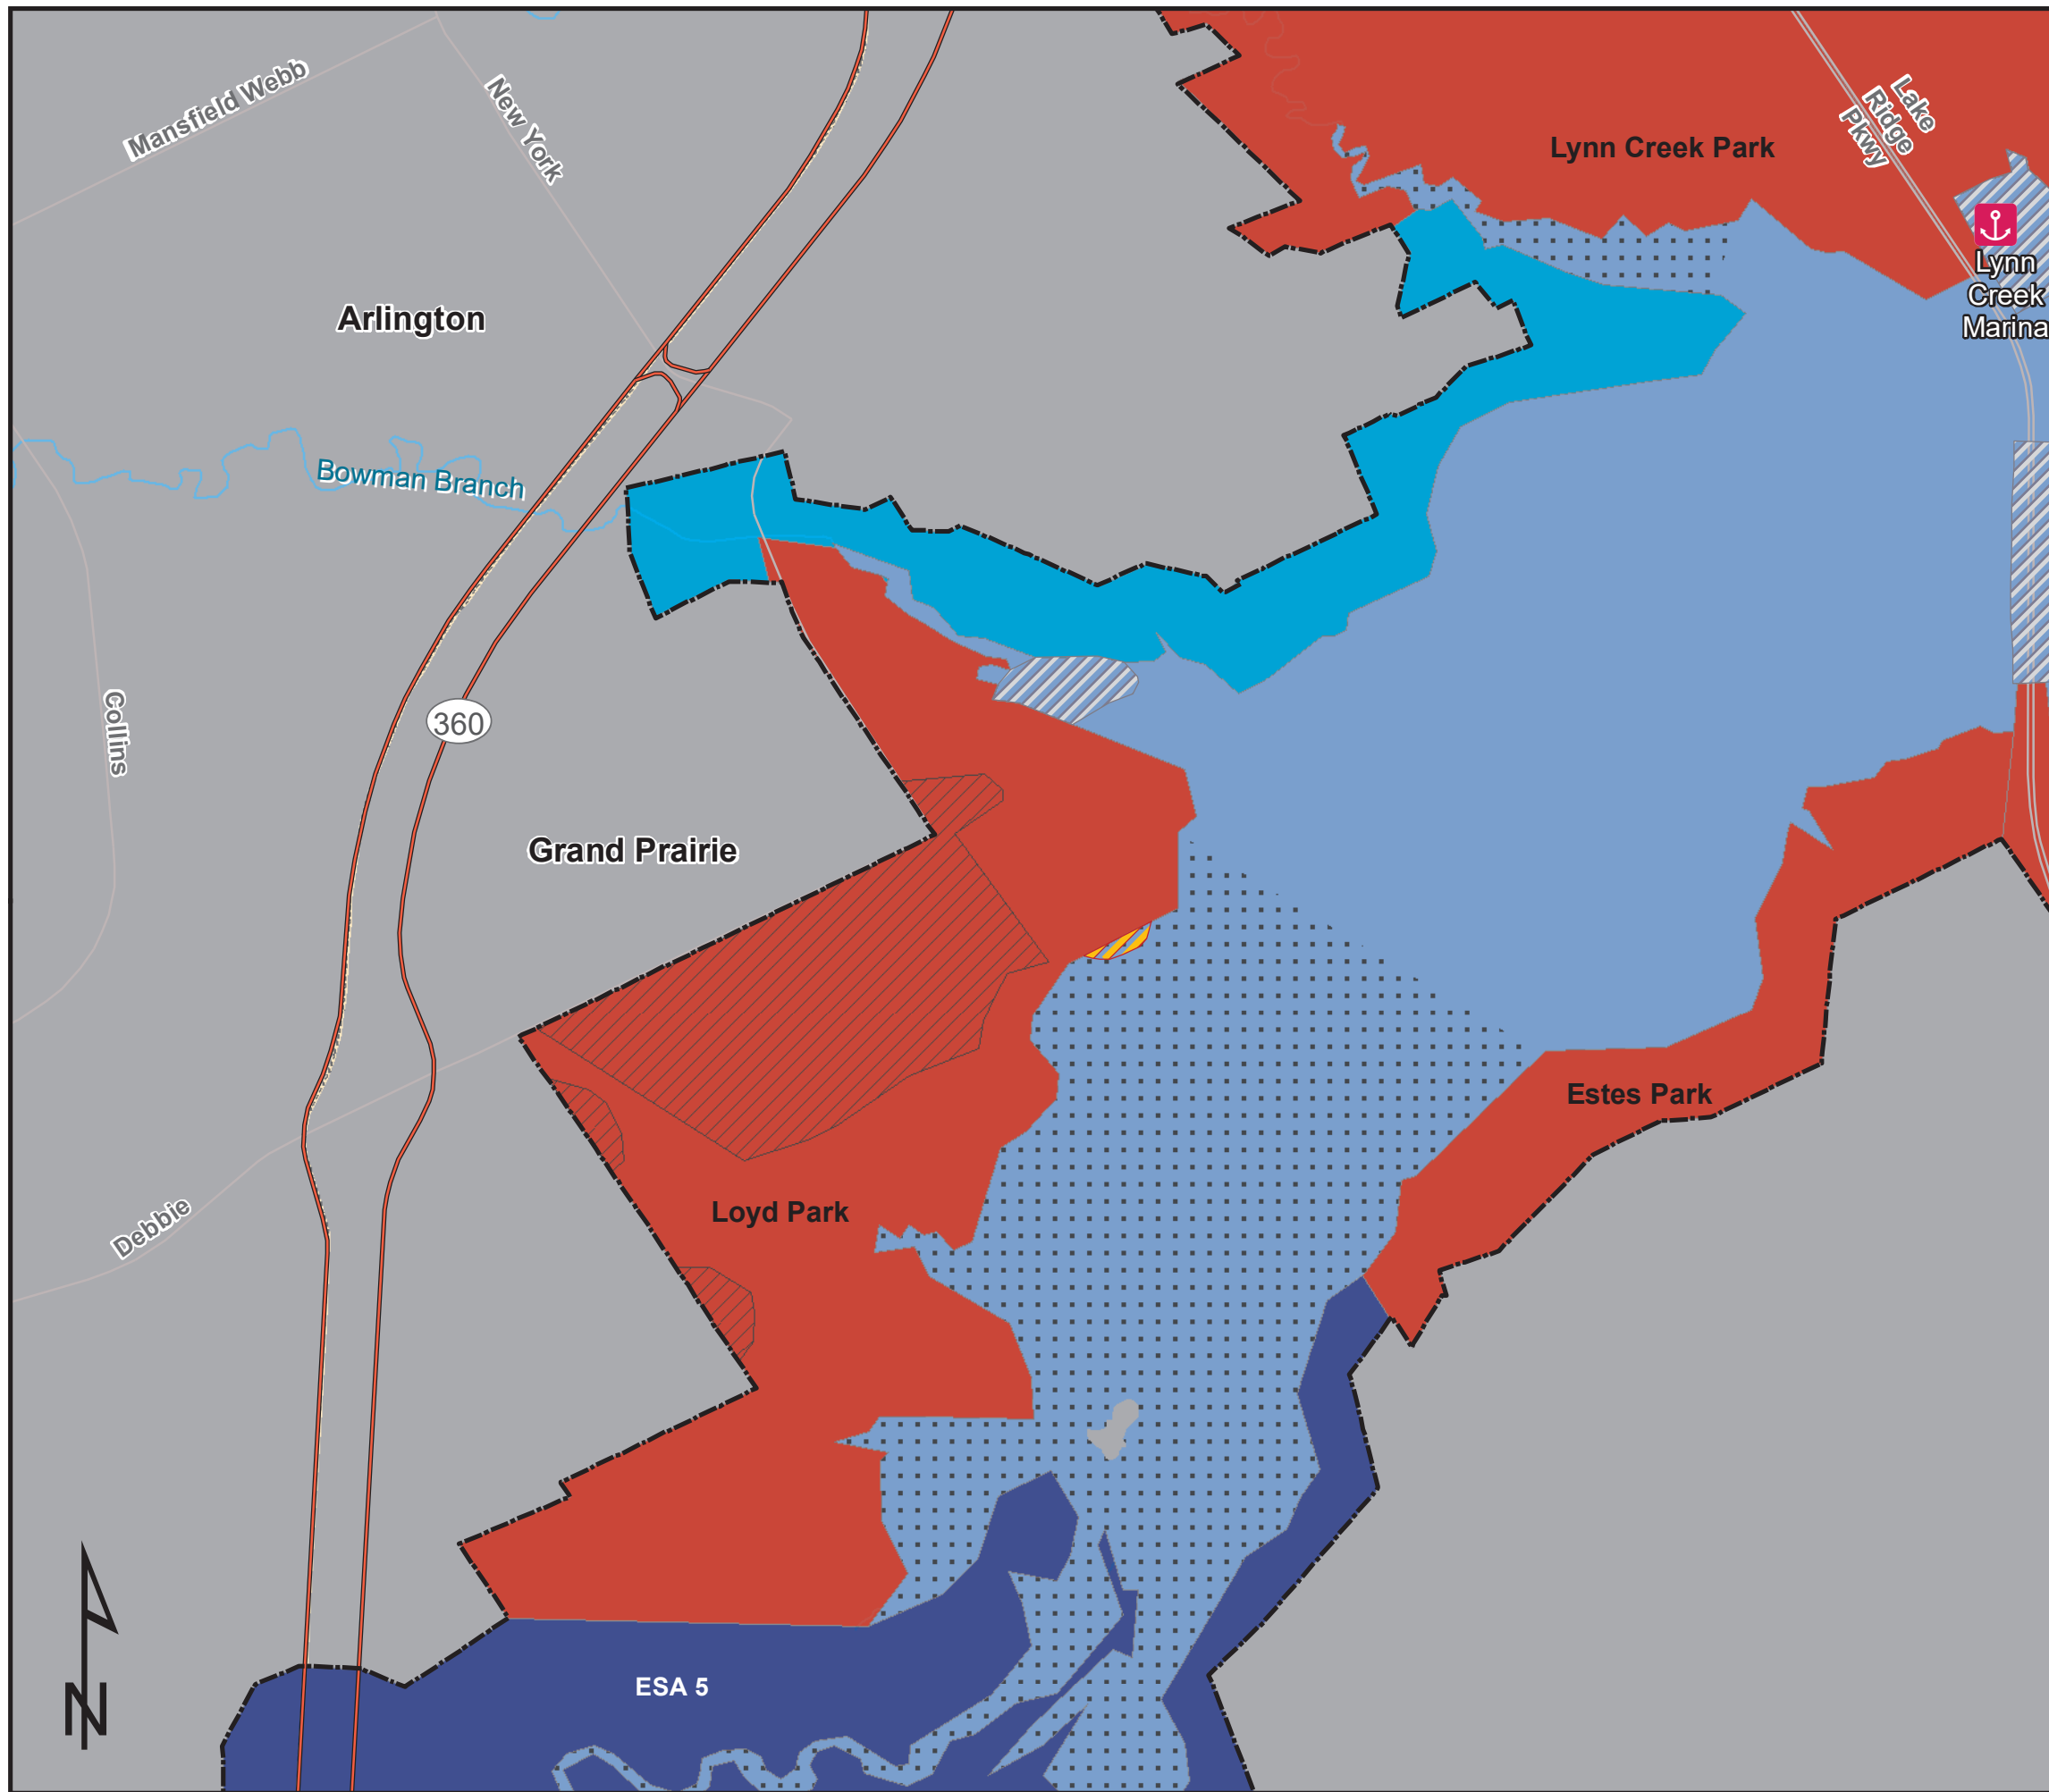 Mansfield Webb
New York
Lake
Ridge
Pkwy
Lynn Creek Park
Lynn
Creek
Marina
Arlington
Bowman Branch
Collins
360
Grand Prairie
Estes Park
Loyd Park
Debbie
ESA 5
N